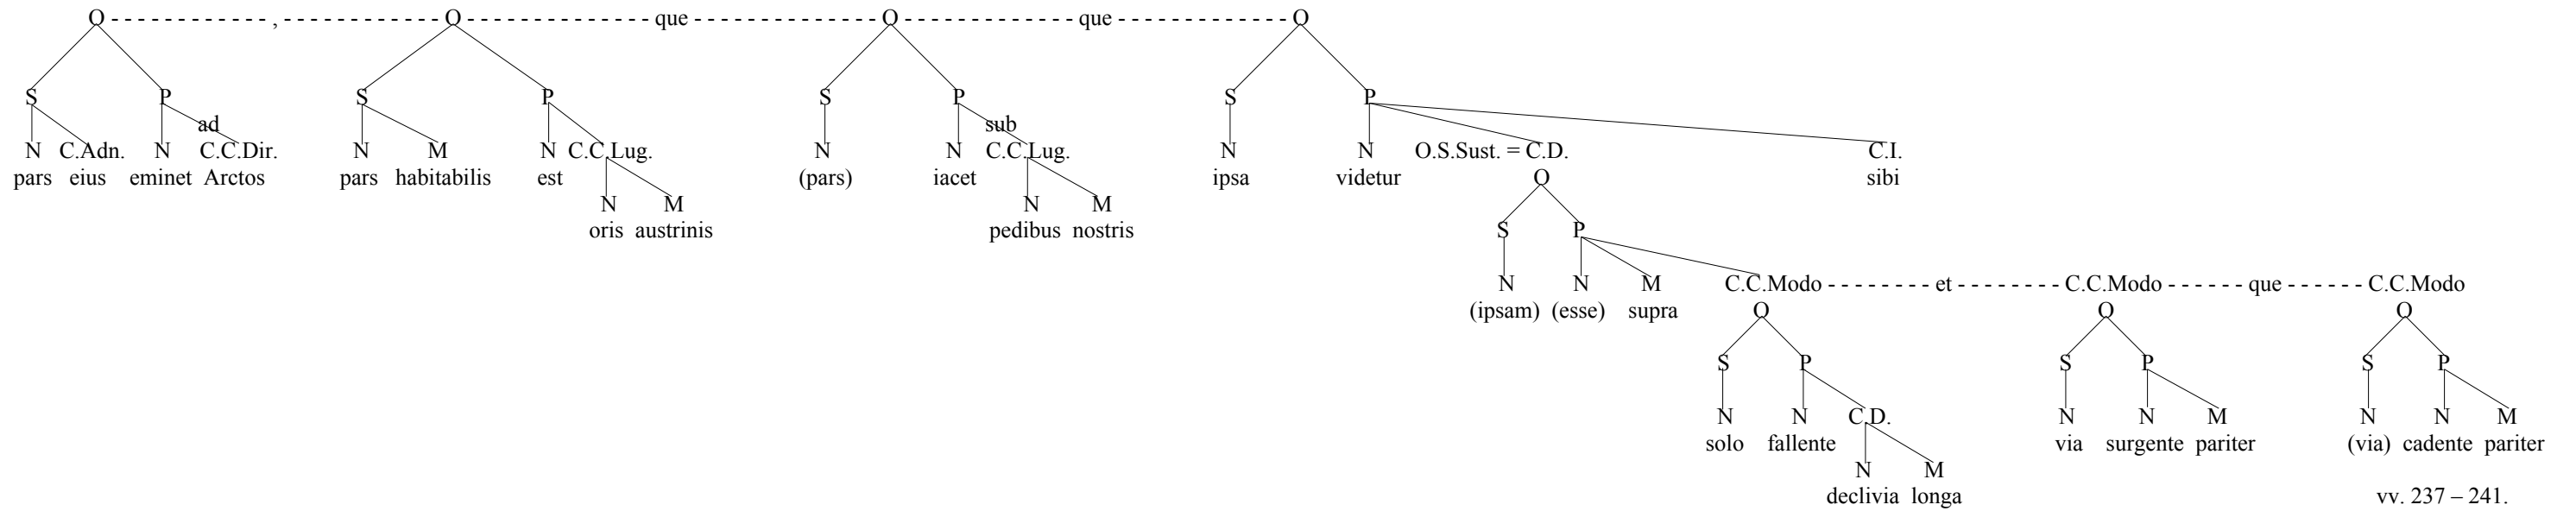 O - - - - - - - - - - - - , - - - - - - - - - - - - O - - - - - - - - - - - - - - que - - - - - - - - - - - - - - O - - - - - - - - - - - - - - que - - - - - - - - - - - - - O
S P S P S P S P
ad sub
N C.Adn. N C.C.Dir. N M N C.C.Lug. N N C.C.Lug. N N O.S.Sust. = C.D. C.I.
pars eius eminet Arctos pars habitabilis est (pars) iacet ipsa videtur O sibi
N M N M
oris austrinis pedibus nostris S P
N N M C.C.Modo - - - - - - - - et - - - - - - - - C.C.Modo - - - - - - que - - - - - - C.C.Modo
(ipsam) (esse) supra O O O
S P S P S P
N N C.D. N N M N N M
solo fallente via surgente pariter (via) cadente pariter
N M
declivia longa vv. 237 – 241.